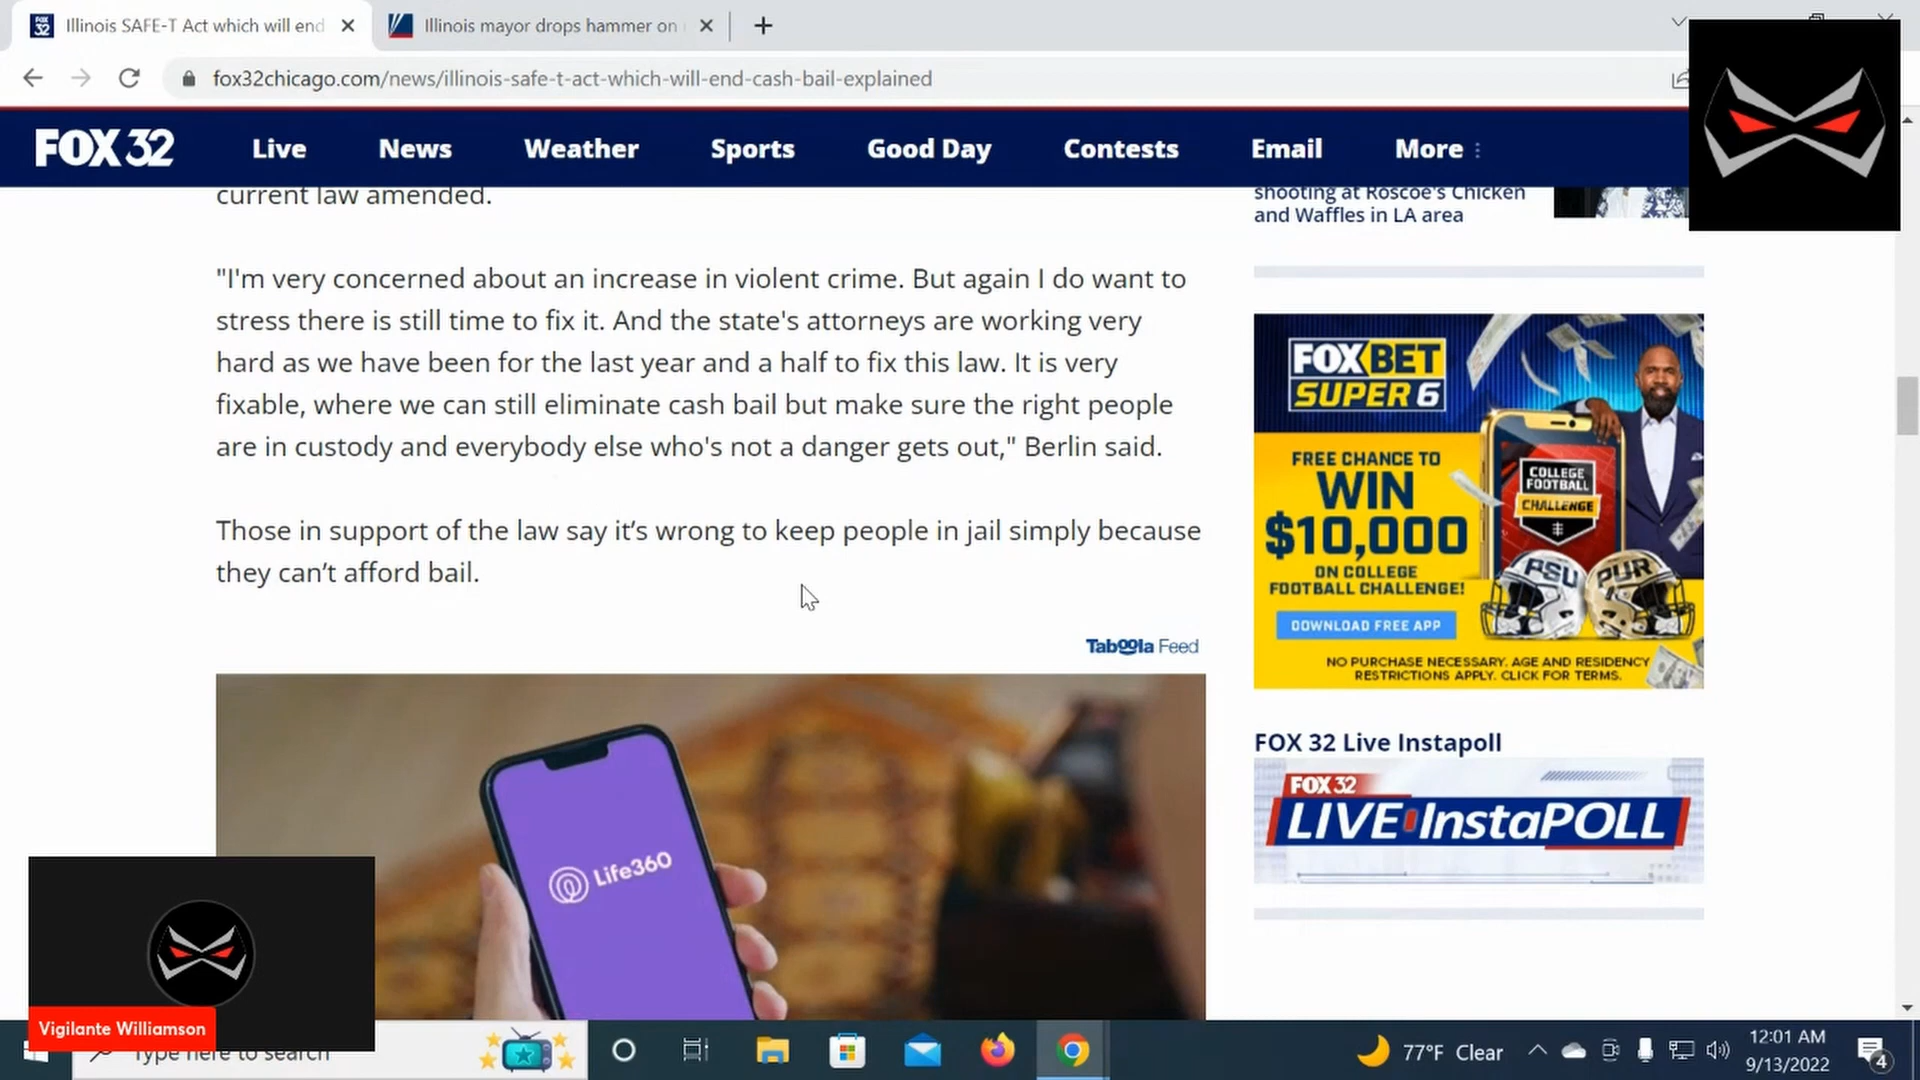 Illinois SAFE-T Act which will end
Illinois mayor drops hammer on
fox32chicago.com/news/illinois-safe-t-act-which-will-end-cash-bail-explained
FOX 32
Live
News
Weather
Sports
Good Day
Contests
Email
More
current law amended.
"I'm very concerned about an increase in violent crime. But again I do want to
stress there is still time to fix it. And the state's attorneys are working very
hard as we have been for the last year and a half to fix this law. It is very
fixable, where we can still eliminate cash bail but make sure the right people
are in custody and everybody else who's not a danger gets out," Berlin said.
Those in support of the law say it’s wrong to keep people in jail simply because
they can’t afford bail.
Taboola Feed
Life360
shooting at Roscoe's Chicken
and Waffles in LA area
FOX BET
SUPER 6
FREE CHANCE TO
WIN
$10,000
ON COLLEGE
FOOTBALL CHALLENGE!
DOWNLOAD FREE APP
COLLEGE
FOOTBALL
CHALLENGE
PSU
PUR
NO PURCHASE NECESSARY. AGE AND RESIDENCY
RESTRICTIONS APPLY. CLICK FOR TERMS.
FOX 32 Live Instapoll
FOX 32
LIVE InstaPOLL
Vigilante Williamson
Type here to search
77°F Clear
12:01 AM
9/13/2022
4